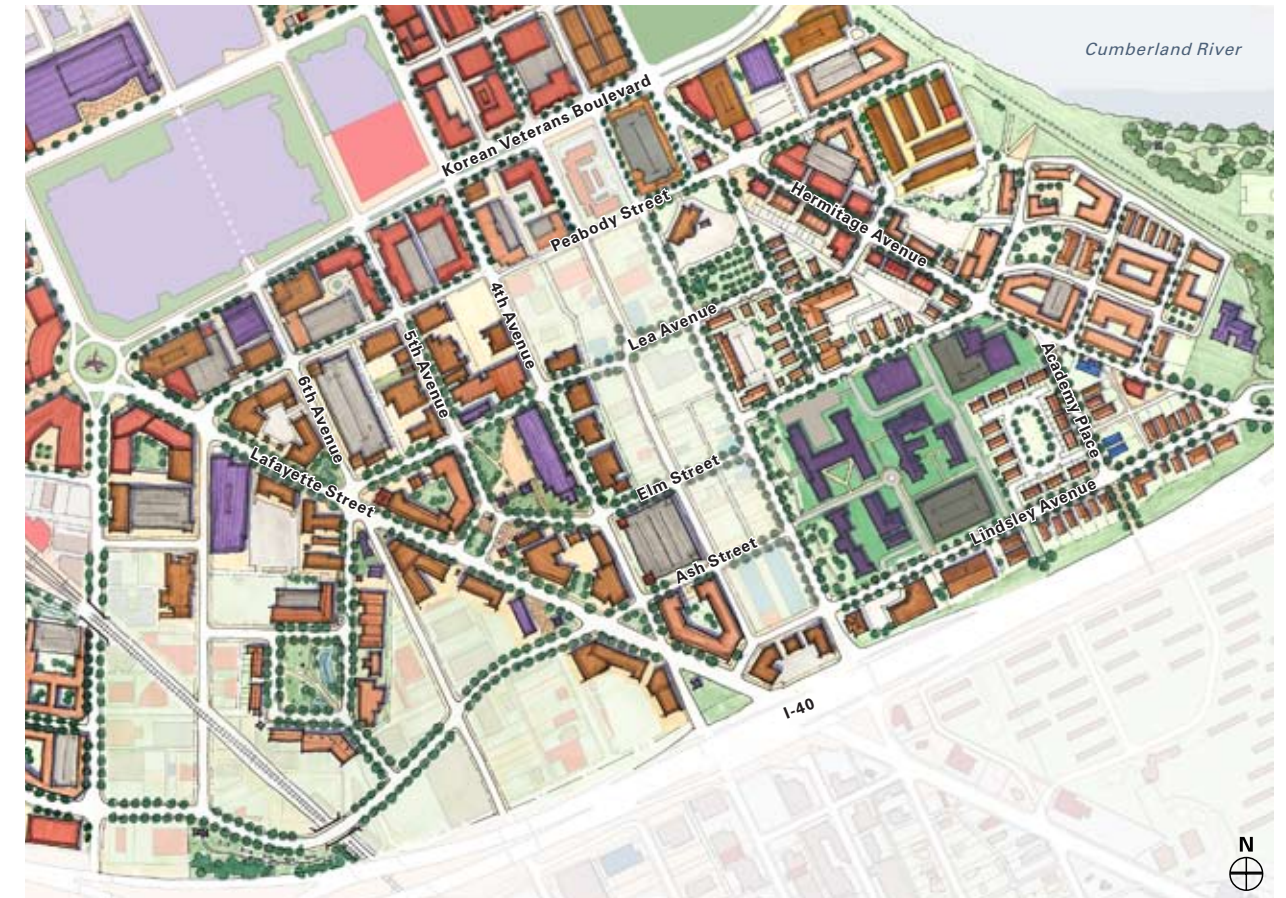 Cumberland River
Korean Veterans Boulevard
Peabody Street
Hermitage Avenue
4th Avenue
Lea Avenue
5th Avenue
6th Avenue
Academy Place
Lafayette Street
Elm Street
Lindsley Avenue
Ash Street
I-40
N